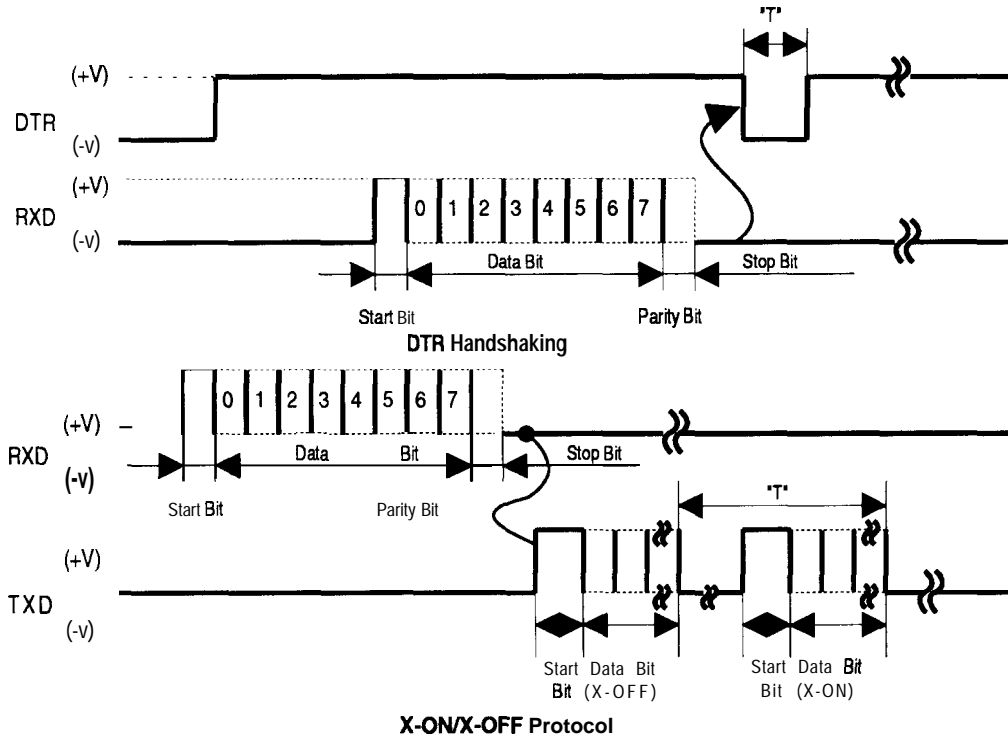 "T"
(+V)
DTR
(-v)
(+V)
RXD
(-v)
0 1 2 3 4 5 6 7
Data Bit
Stop Bit
Start Bit
Parity Bit
DTR Handshaking
0 1 2 3 4 5 6 7
(+V)
RXD
(-v)
Data Bit
Stop Bit
Start Bit
Parity Bit
"T"
(+V)
TXD
(-v)
Start Data Bit
Bit (X-OFF)
Start Data Bit
Bit (X-ON)
X-ON/X-OFF Protocol